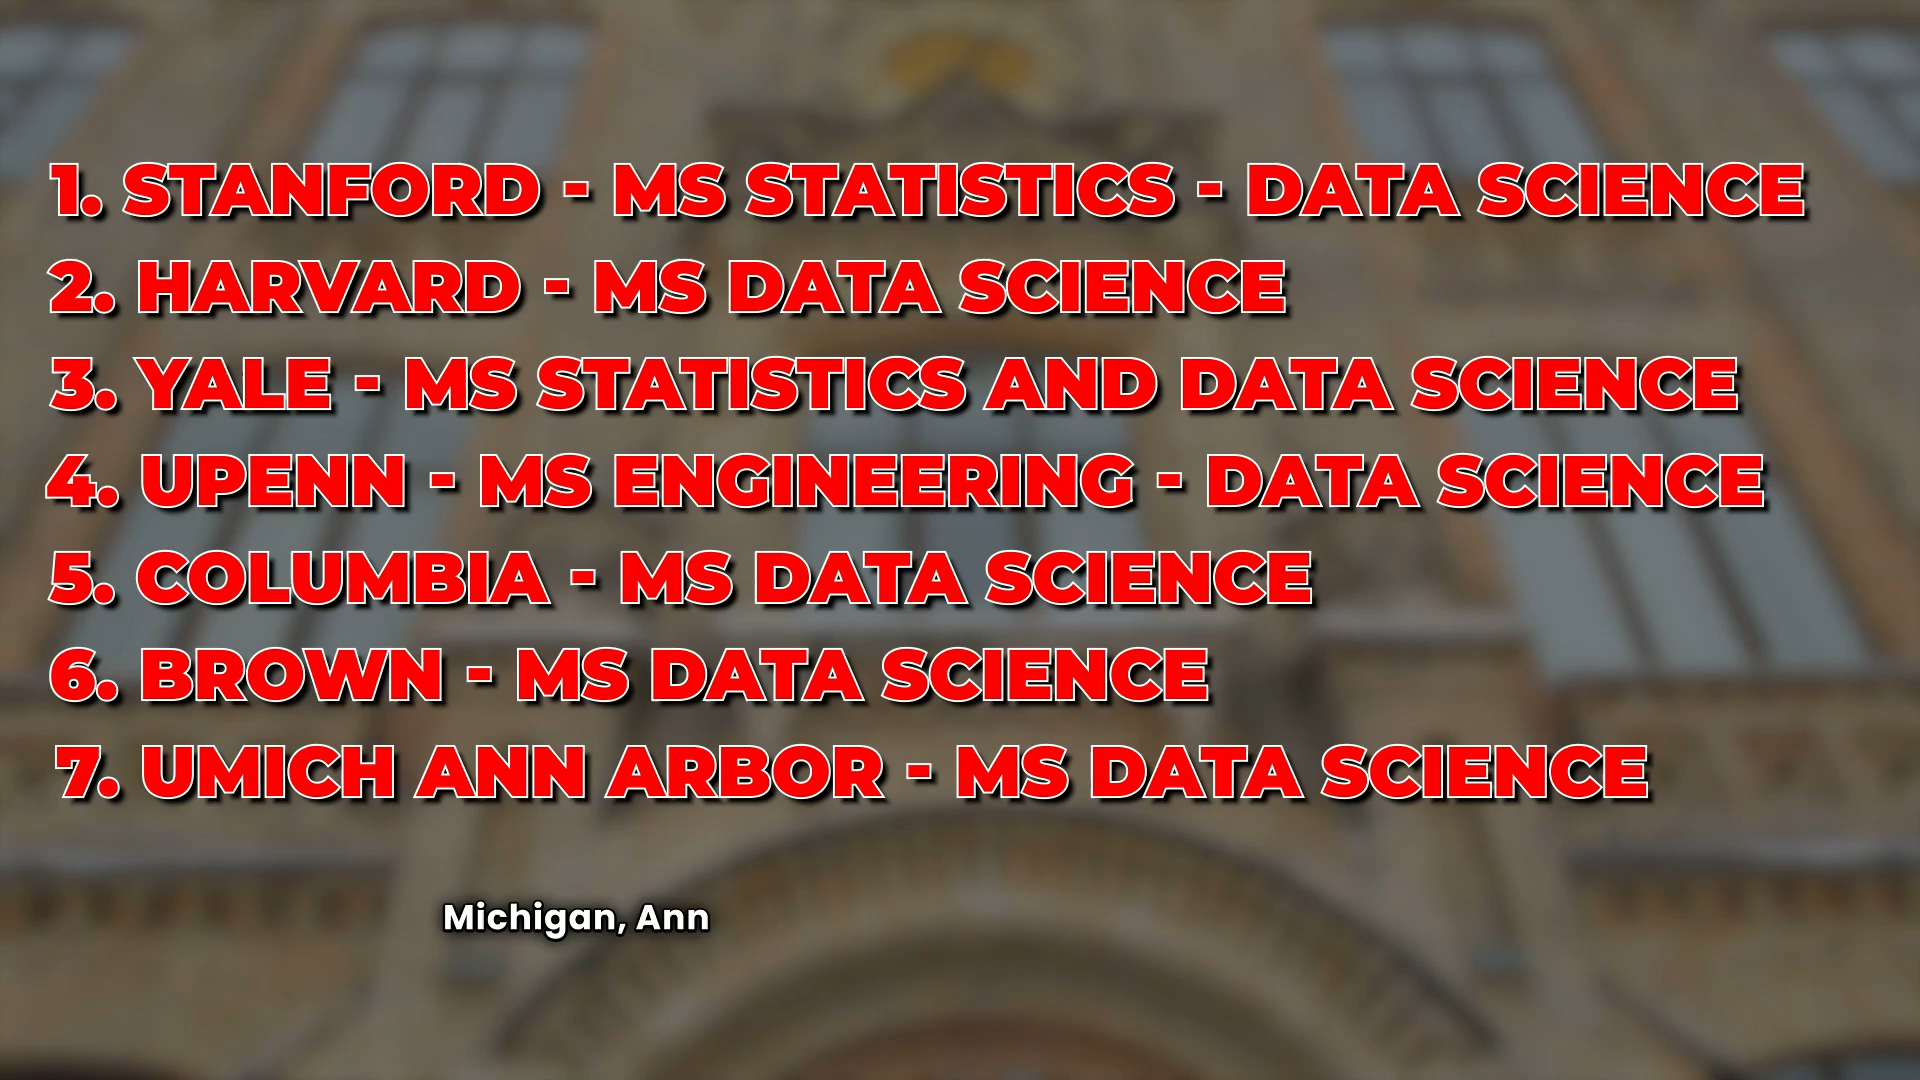 1. STANFORD - MS STATISTICS - DATA SCIENCE
2. HARVARD - MS DATA SCIENCE
3. YALE - MS STATISTICS AND DATA SCIENCE
4. UPENN - MS ENGINEERING - DATA SCIENCE
5. COLUMBIA - MS DATA SCIENCE
6. BROWN - MS DATA SCIENCE
7. UMICH ANN ARBOR - MS DATA SCIENCE
Michigan, Ann